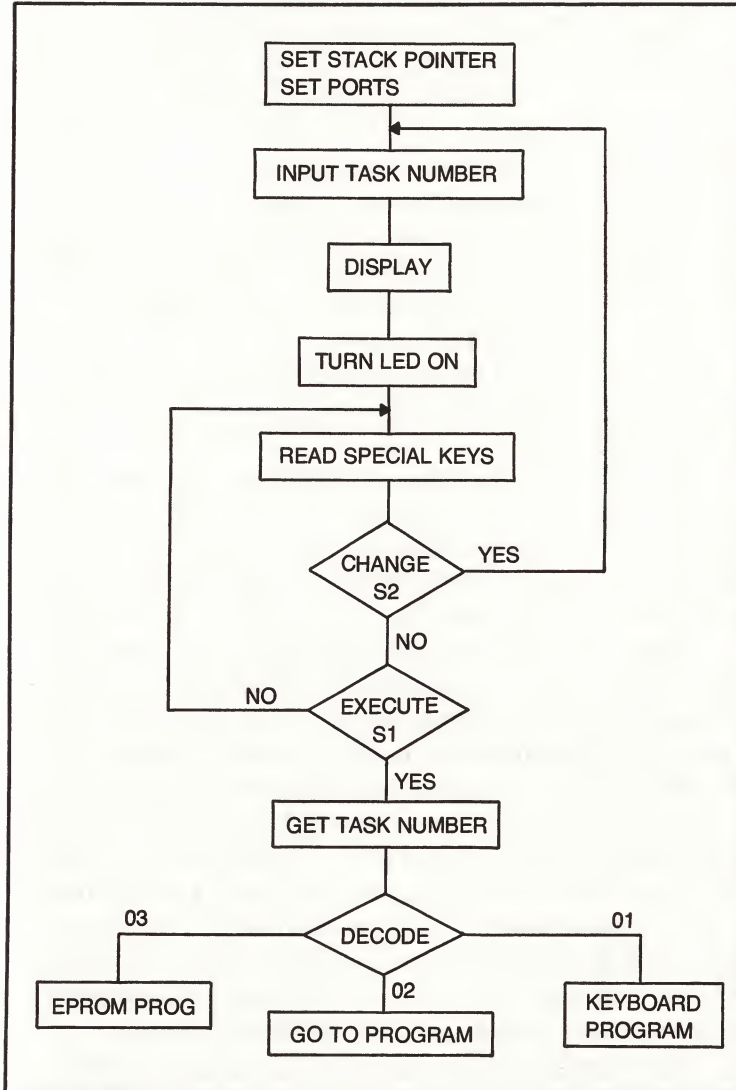 SET STACK POINTER
SET PORTS
INPUT TASK NUMBER
DISPLAY
TURN LED ON
READ SPECIAL KEYS
CHANGE
S2
YES
NO
EXECUTE
S1
NO
YES
GET TASK NUMBER
DECODE
03
01
02
EPROM PROG
GO TO PROGRAM
KEYBOARD
PROGRAM